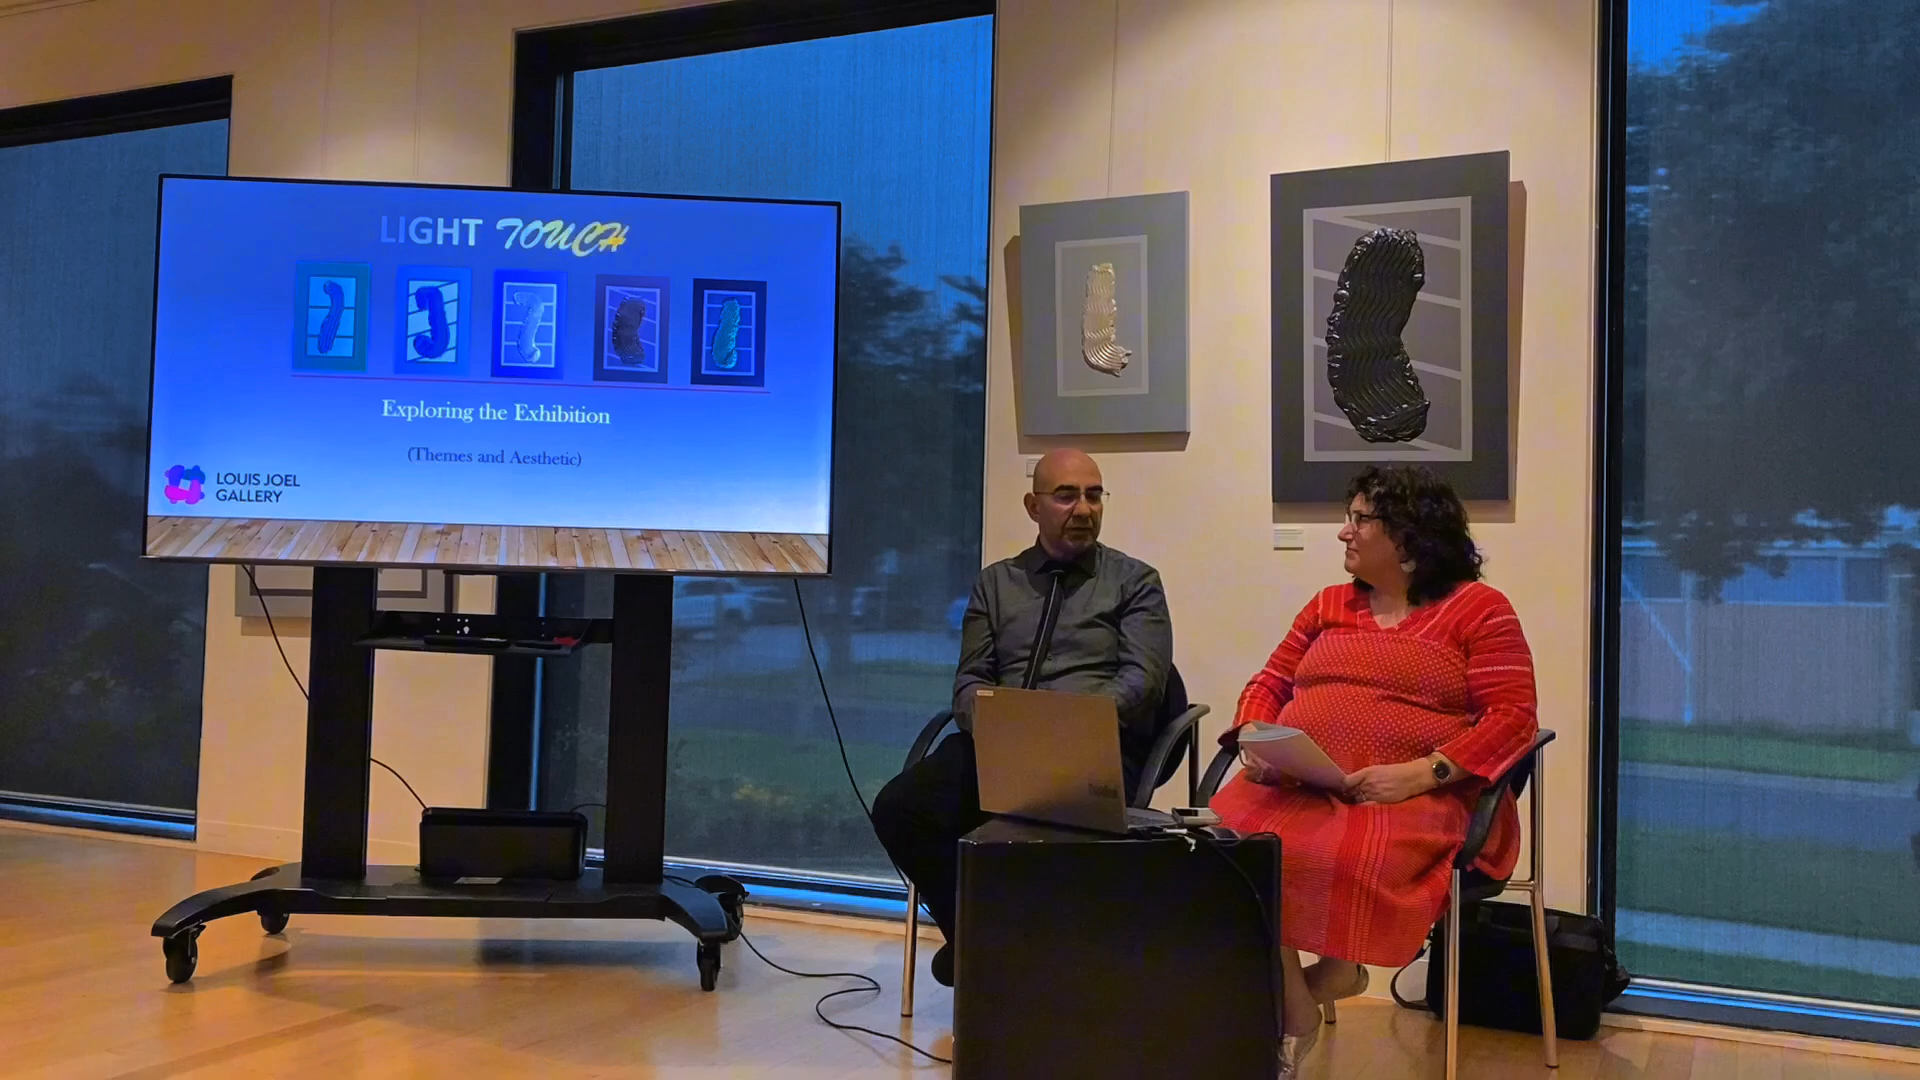 LIGHT TOUCH
Exploring the Exhibition
(Themes and Aesthetic)
LOUIS JOEL
GALLERY